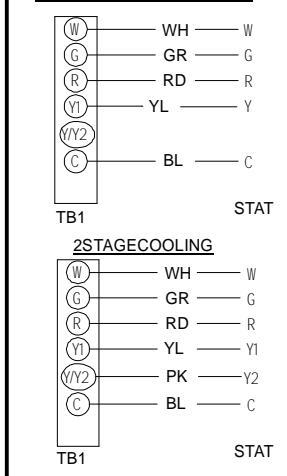 W WH W
G GR G
R RD R
Y1 YL Y
Y/Y2
C BL C
TB1 STAT
2STAGECOOLING
W WH W
G GR G
R RD R
Y1 YL Y1
Y/Y2 PK Y2
C BL C
TB1 STAT